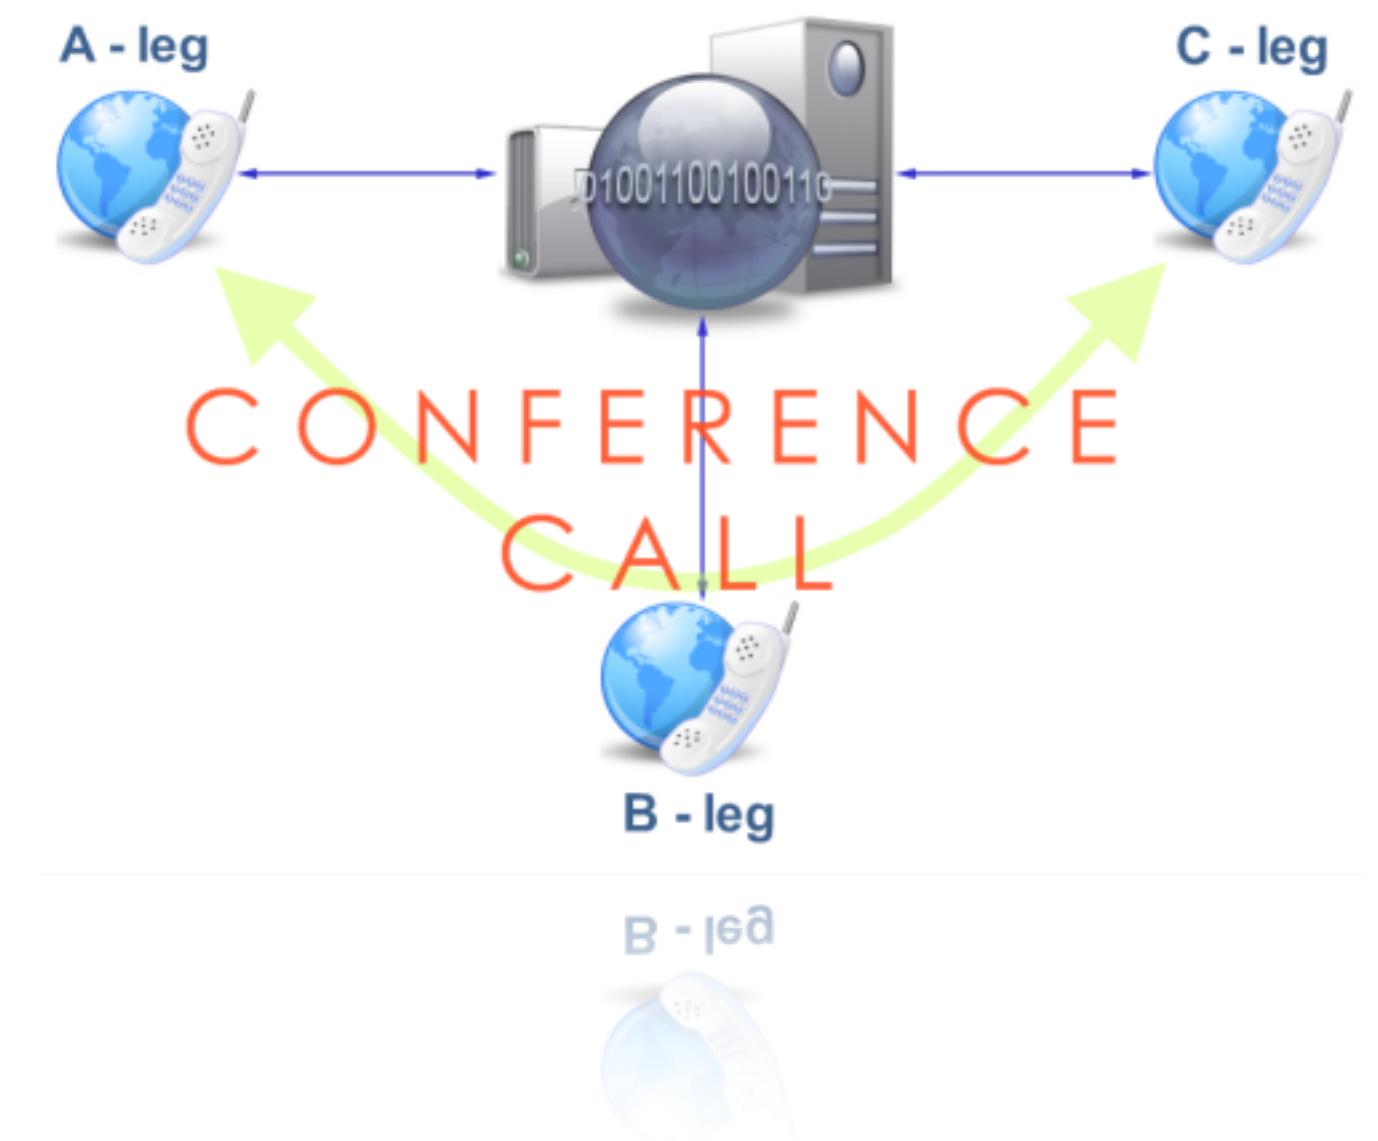 A - leg
C - leg
01001100100110
CONFERENCE
CALL
B - leg
B - leg